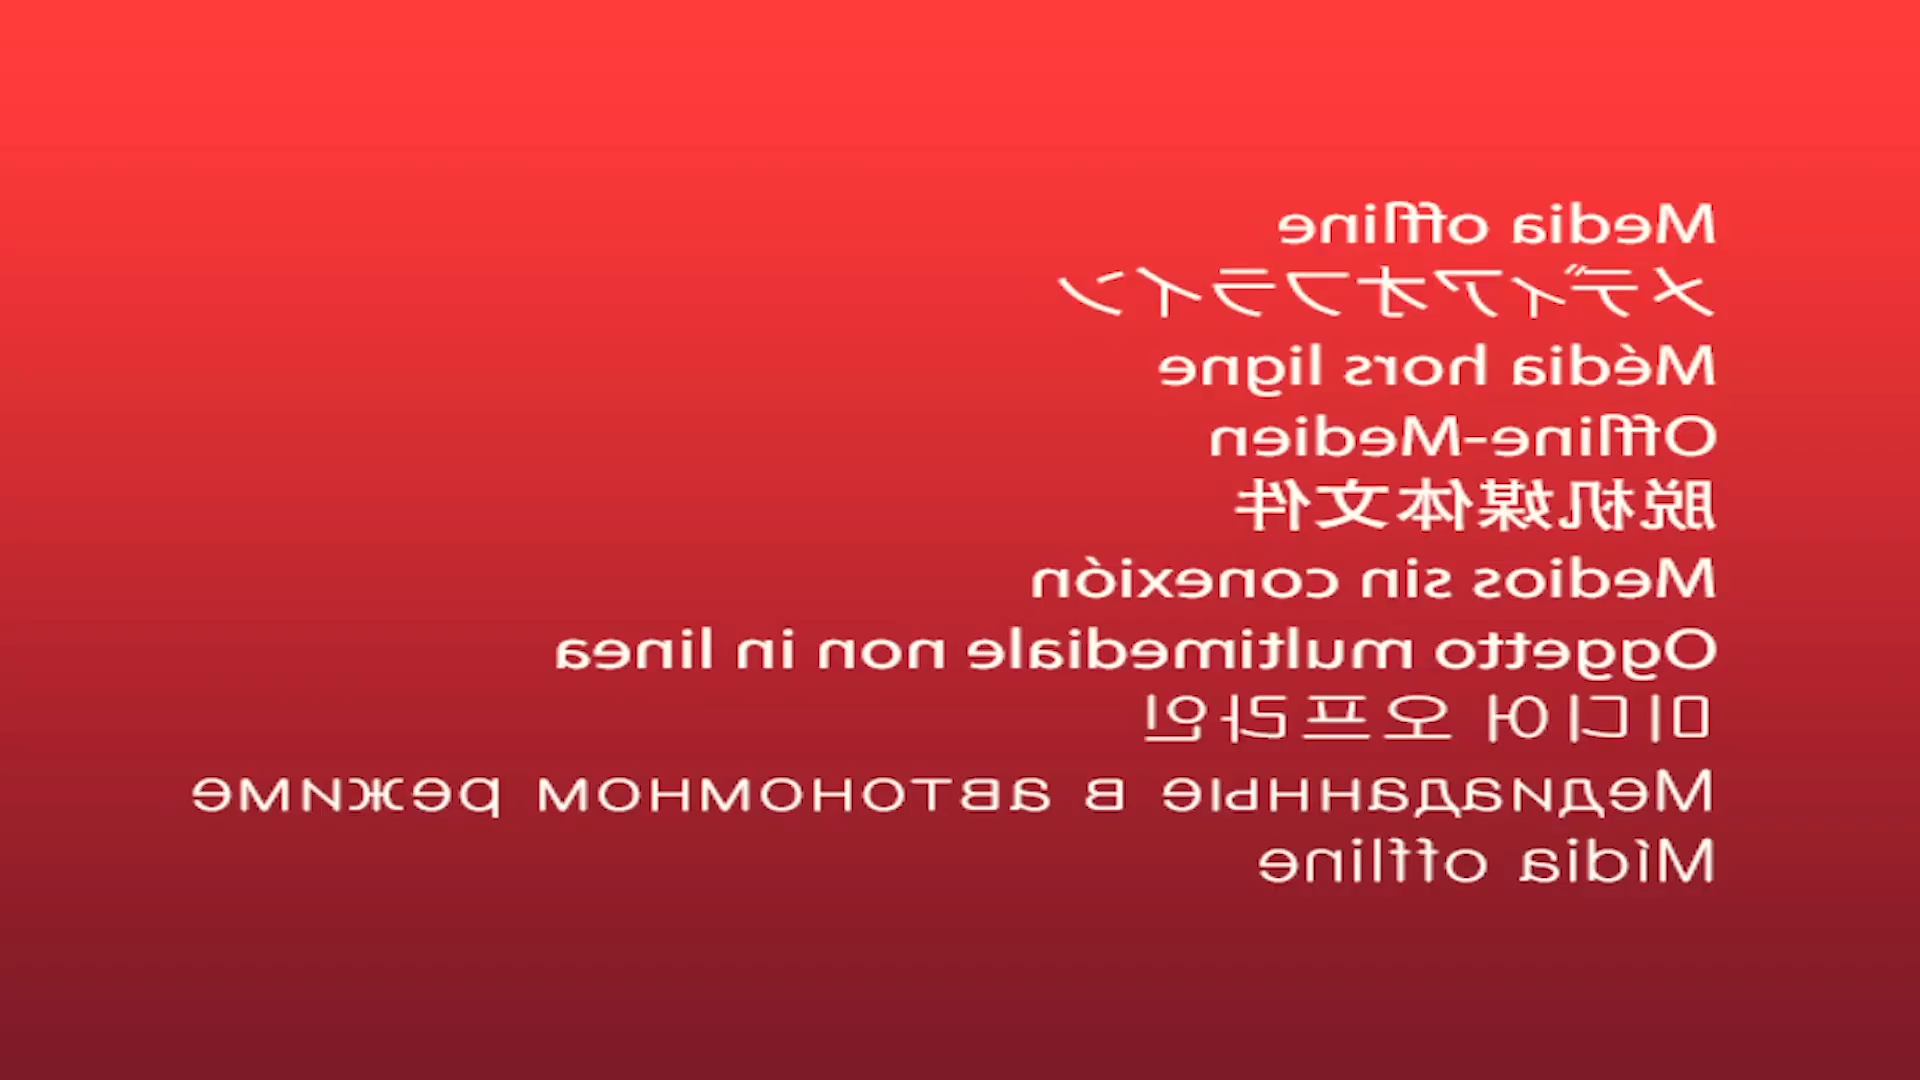 Media offline
メディアオフライン
Média hors ligne
Offline-Medien
脱机媒体文件
Medios sin conexión
Oggetto multimediale non in linea
미디어 오프라인
Медиаданные в автономном режиме
Mídia offline